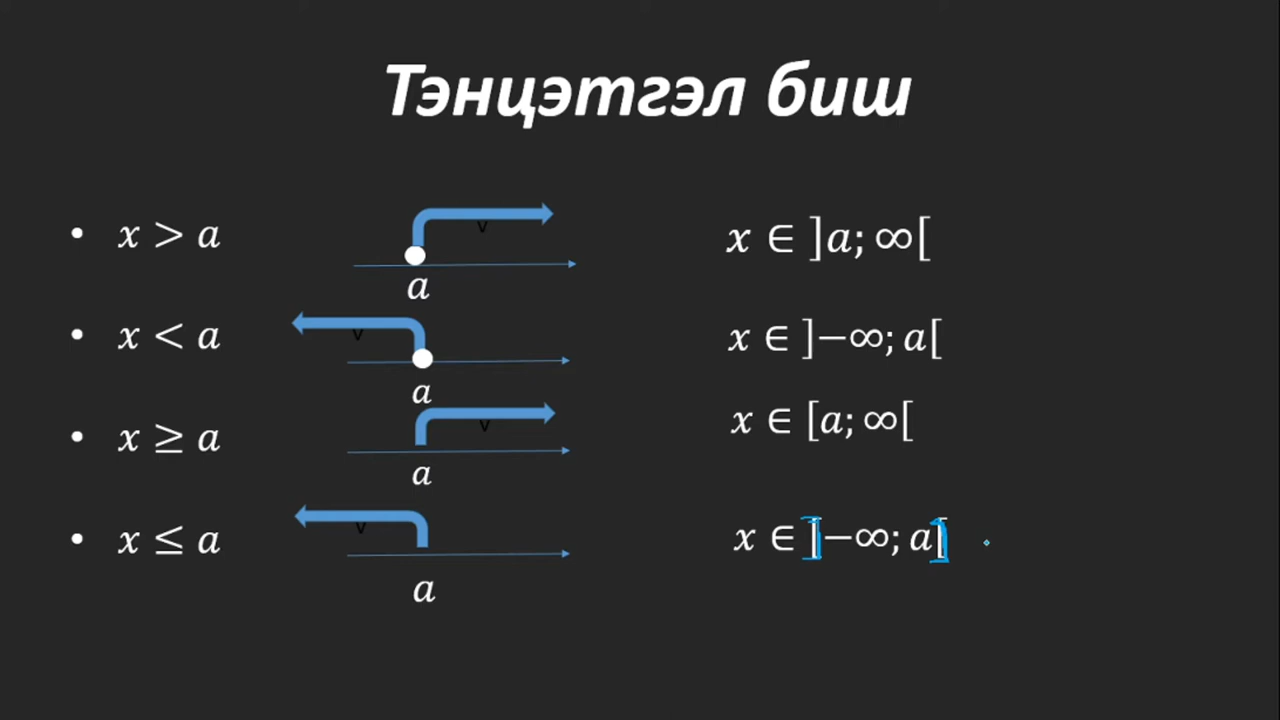 Тэнцэтгэл биш
• x > a
v
a
x ∈ ]a; ∞[
• x < a
v
a
x ∈ ]−∞; a[
• x ≥ a
v
a
x ∈ [a; ∞[
• x ≤ a
v
a
x ∈ ]−∞; a]